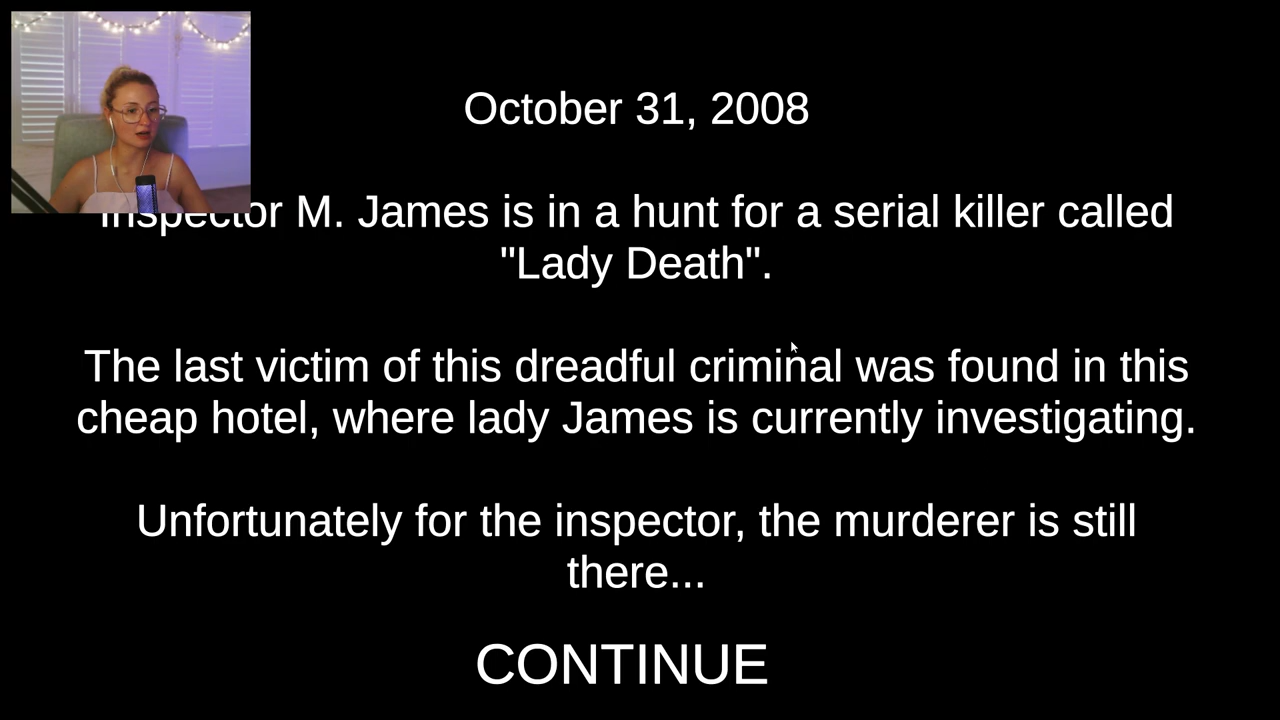 October 31, 2008
Inspector M. James is in a hunt for a serial killer called
"Lady Death".
The last victim of this dreadful criminal was found in this
cheap hotel, where lady James is currently investigating.
Unfortunately for the inspector, the murderer is still
there...
CONTINUE